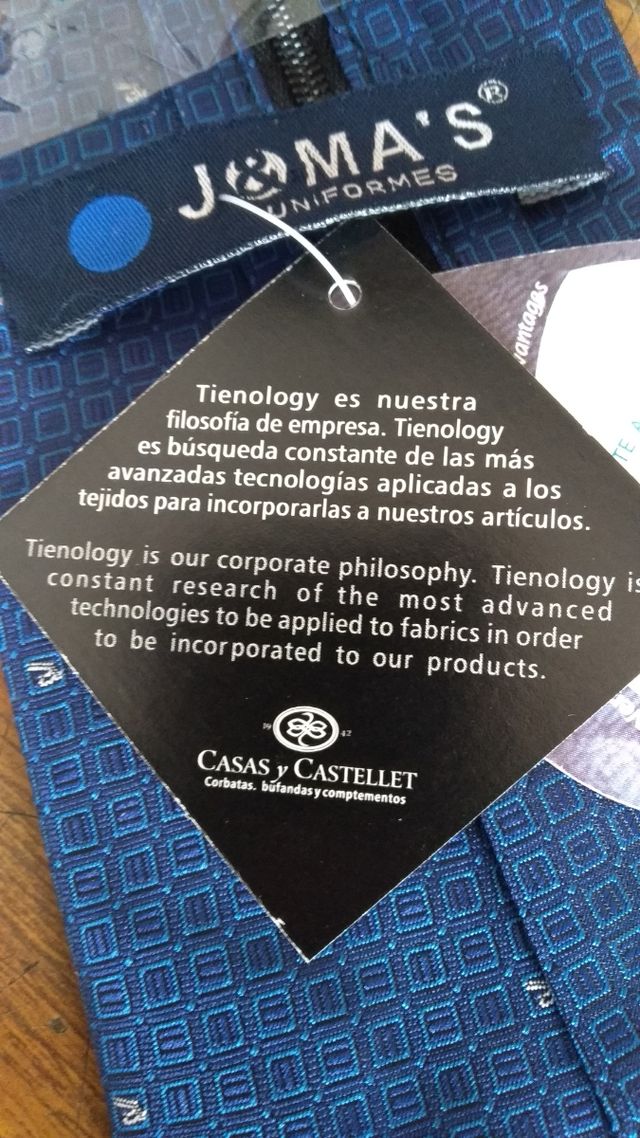 JOMA'S®
UNIFORMES
vantages
TE A
Tienology es nuestra
filosofía de empresa. Tienology
es búsqueda constante de las más
avanzadas tecnologías aplicadas a los
tejidos para incorporarlas a nuestros artículos.
Tienology is our corporate philosophy. Tienology is
constant research of the most advanced
technologies to be applied to fabrics in order
to be incorporated to our products.
19 42
CASAS y CASTELLET
Corbatas. bufandas y comptementos